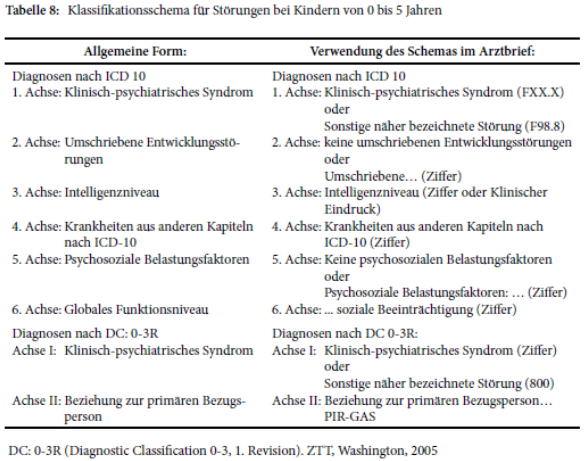 Tabelle 8: Klassifikationsschema für Störungen bei Kindern von 0 bis 5 Jahren
Allgemeine Form: Verwendung des Schemas im Arztbrief:
Diagnosen nach ICD 10 Diagnosen nach ICD 10
1. Achse: Klinisch-psychiatrisches Syndrom 1. Achse: Klinisch-psychiatrisches Syndrom (FXX.X)
oder
Sonstige näher bezeichnete Störung (F98.8)
2. Achse: Umschriebene Entwicklungsstö- 2. Achse: keine umschriebenen Entwicklungsstörungen
rungen oder
Umschriebene… (Ziffer)
3. Achse: Intelligenzniveau 3. Achse: Intelligenzniveau (Ziffer oder Klinischer
Eindruck)
4. Achse: Krankheiten aus anderen Kapiteln 4. Achse: Krankheiten aus anderen Kapiteln nach
nach ICD-10 ICD-10 (Ziffer)
5. Achse: Psychosoziale Belastungsfaktoren 5. Achse: Keine psychosozialen Belastungsfaktoren
oder
Psychosoziale Belastungsfaktoren: … (Ziffer)
6. Achse: Globales Funktionsniveau 6. Achse: ... soziale Beeinträchtigung (Ziffer)
Diagnosen nach DC: 0-3R Diagnosen nach DC 0-3R:
Achse I: Klinisch-psychiatrisches Syndrom Achse I: Klinisch-psychiatrisches Syndrom (Ziffer)
oder
Sonstige näher bezeichnete Störung (800)
Achse II: Beziehung zur primären Bezugs- Achse II: Beziehung zur primären Bezugsperson…
person PIR-GAS
DC: 0-3R (Diagnostic Classification 0-3, 1. Revision). ZTT, Washington, 2005